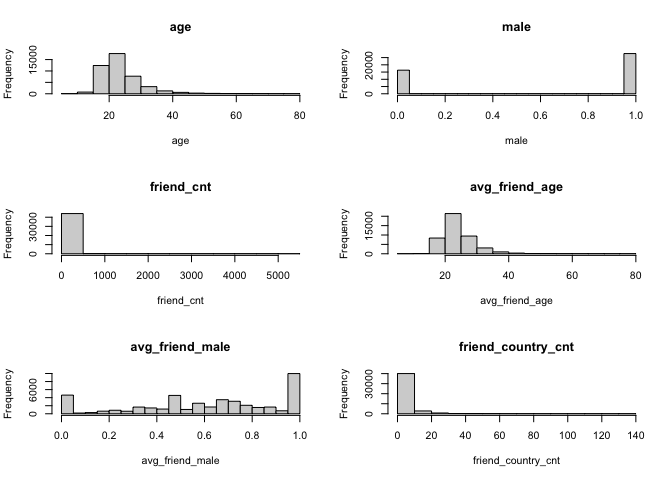 age
Frequency
0 15000
20 40 60 80
age
male
Frequency
0 20000
0.0 0.2 0.4 0.6 0.8 1.0
male
friend_cnt
Frequency
0 30000
0 1000 2000 3000 4000 5000
friend_cnt
avg_friend_age
Frequency
0 15000
20 40 60 80
avg_friend_age
avg_friend_male
Frequency
0 6000
0.0 0.2 0.4 0.6 0.8 1.0
avg_friend_male
friend_country_cnt
Frequency
0 30000
0 20 40 60 80 100 120 140
friend_country_cnt